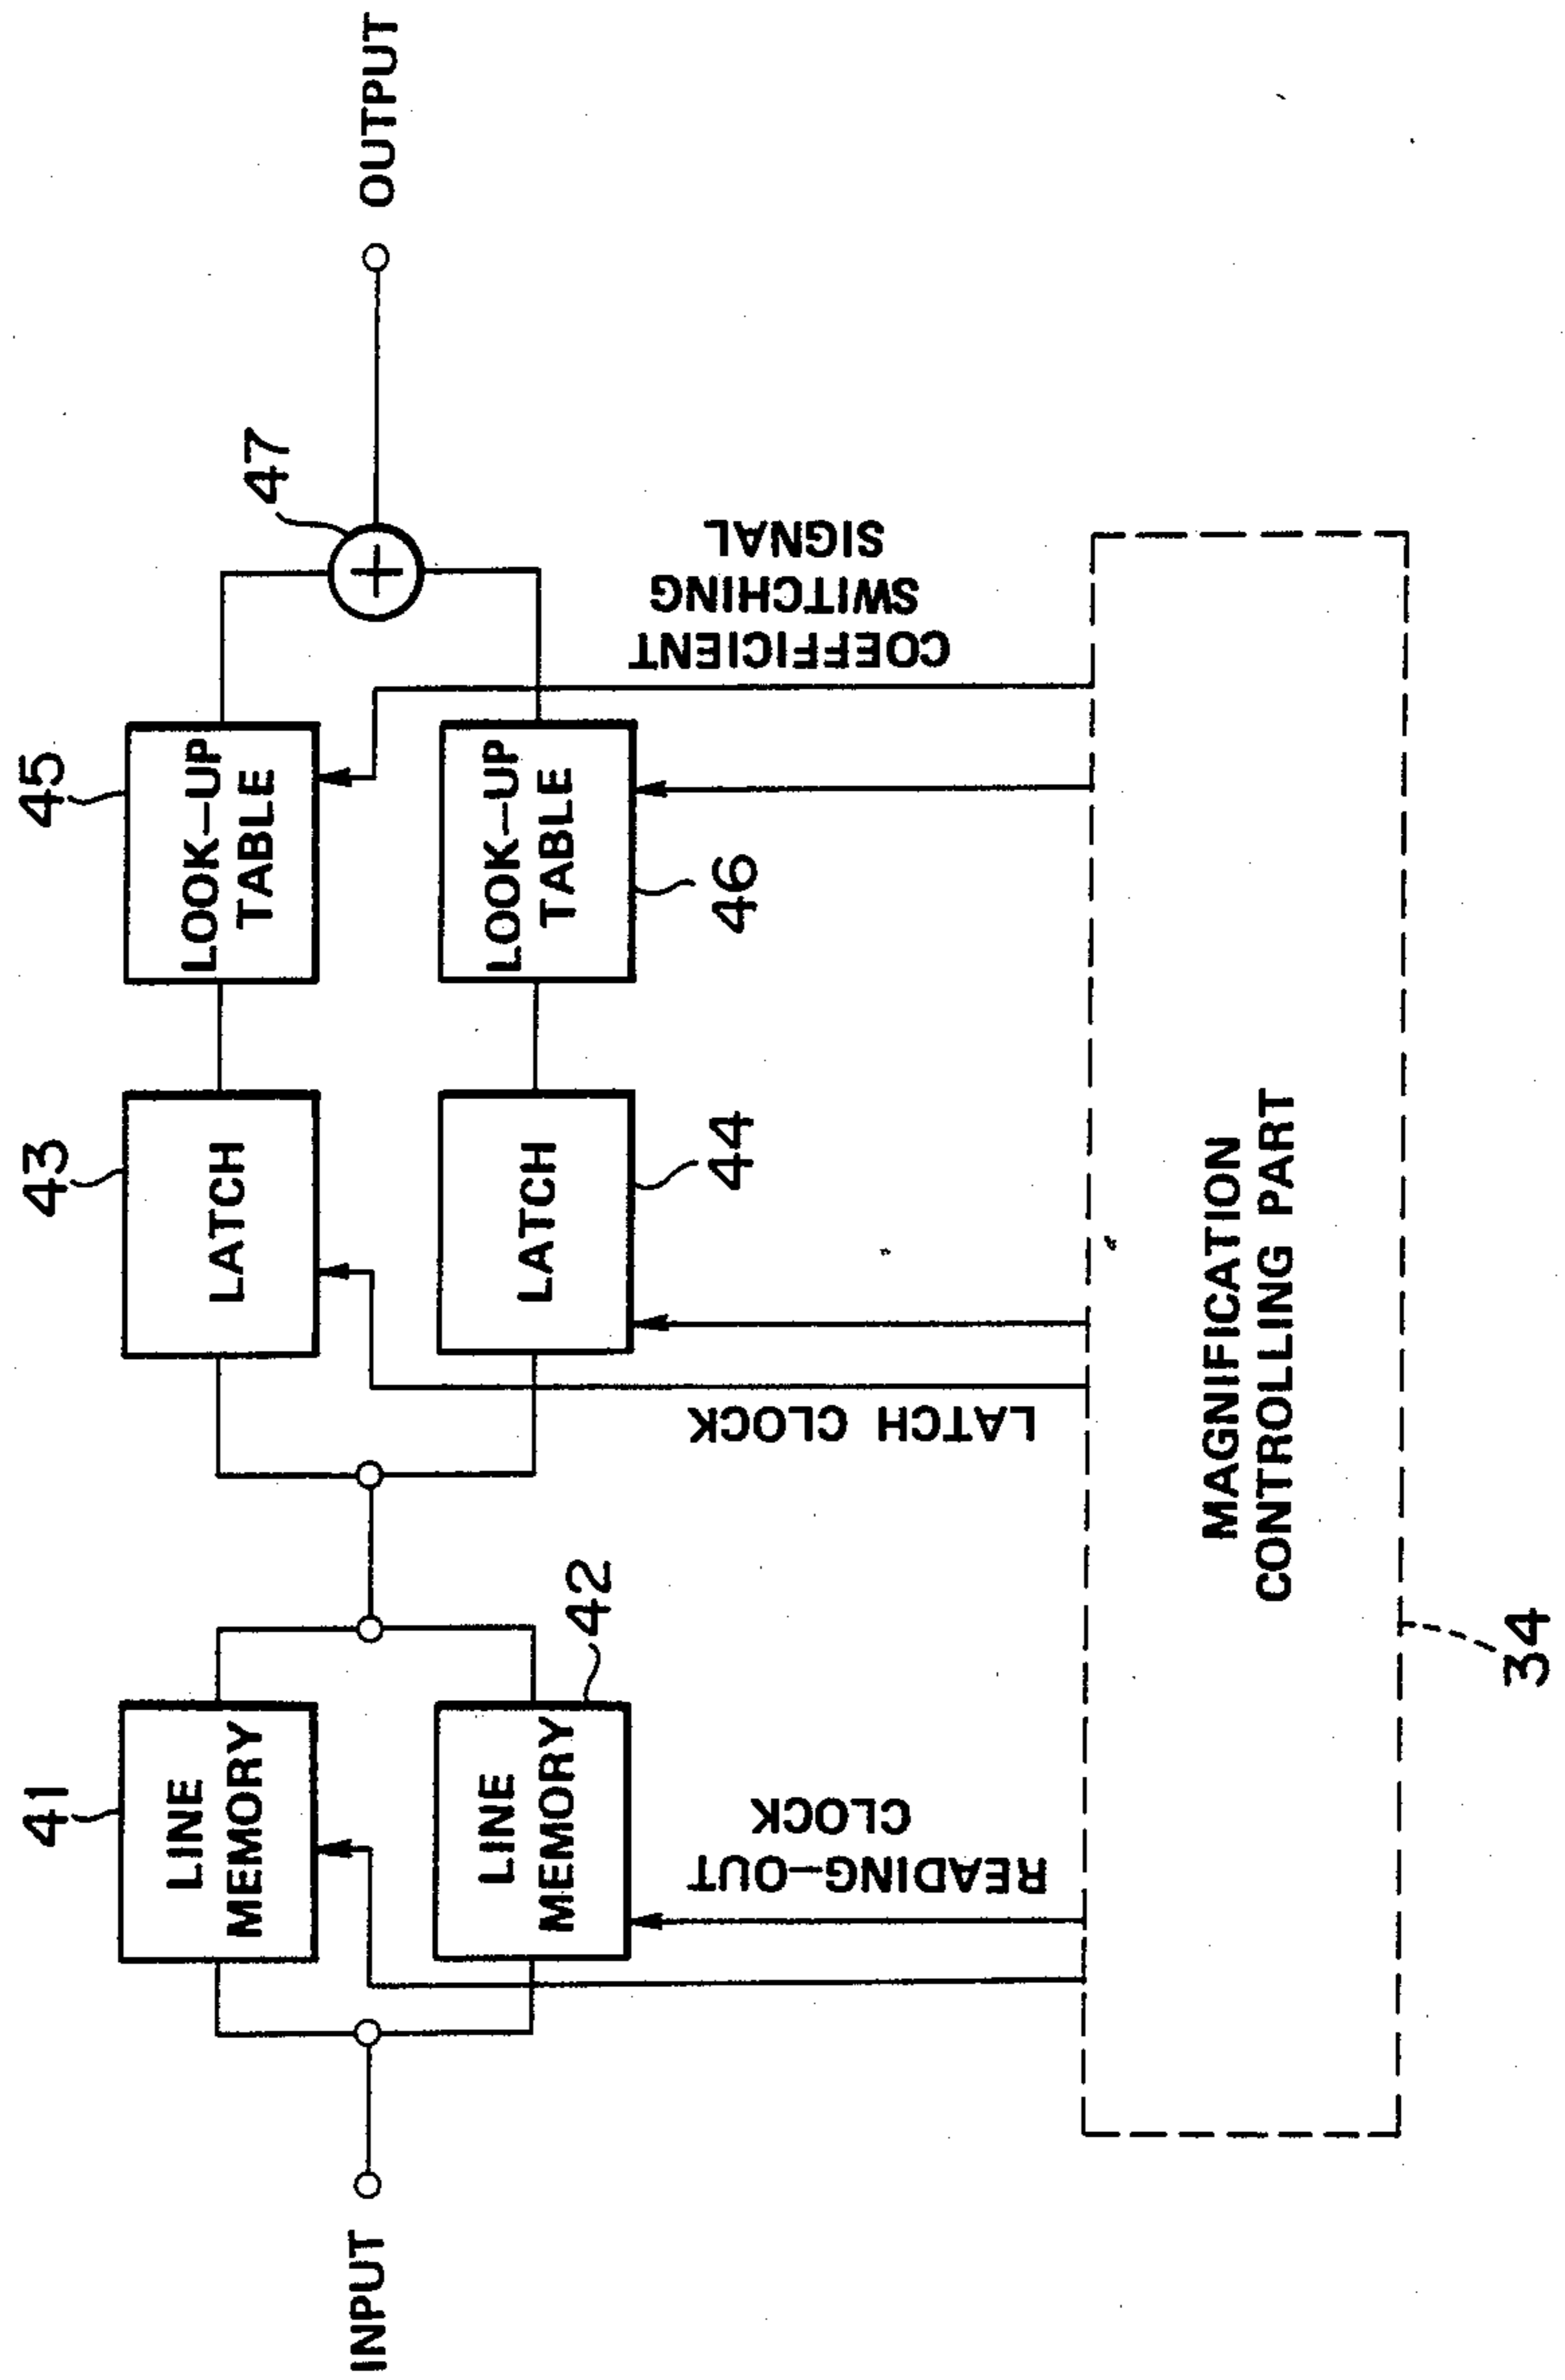 INPUT
41
LINE
MEMORY
LINE
MEMORY
42
READING-OUT
CLOCK
43
LATCH
LATCH
44
LATCH CLOCK
45
LOOK-UP
TABLE
LOOK-UP
TABLE
46
COEFFICIENT
SWITCHING
SIGNAL
47
+
OUTPUT
MAGNIFICATION
CONTROLLING PART
34